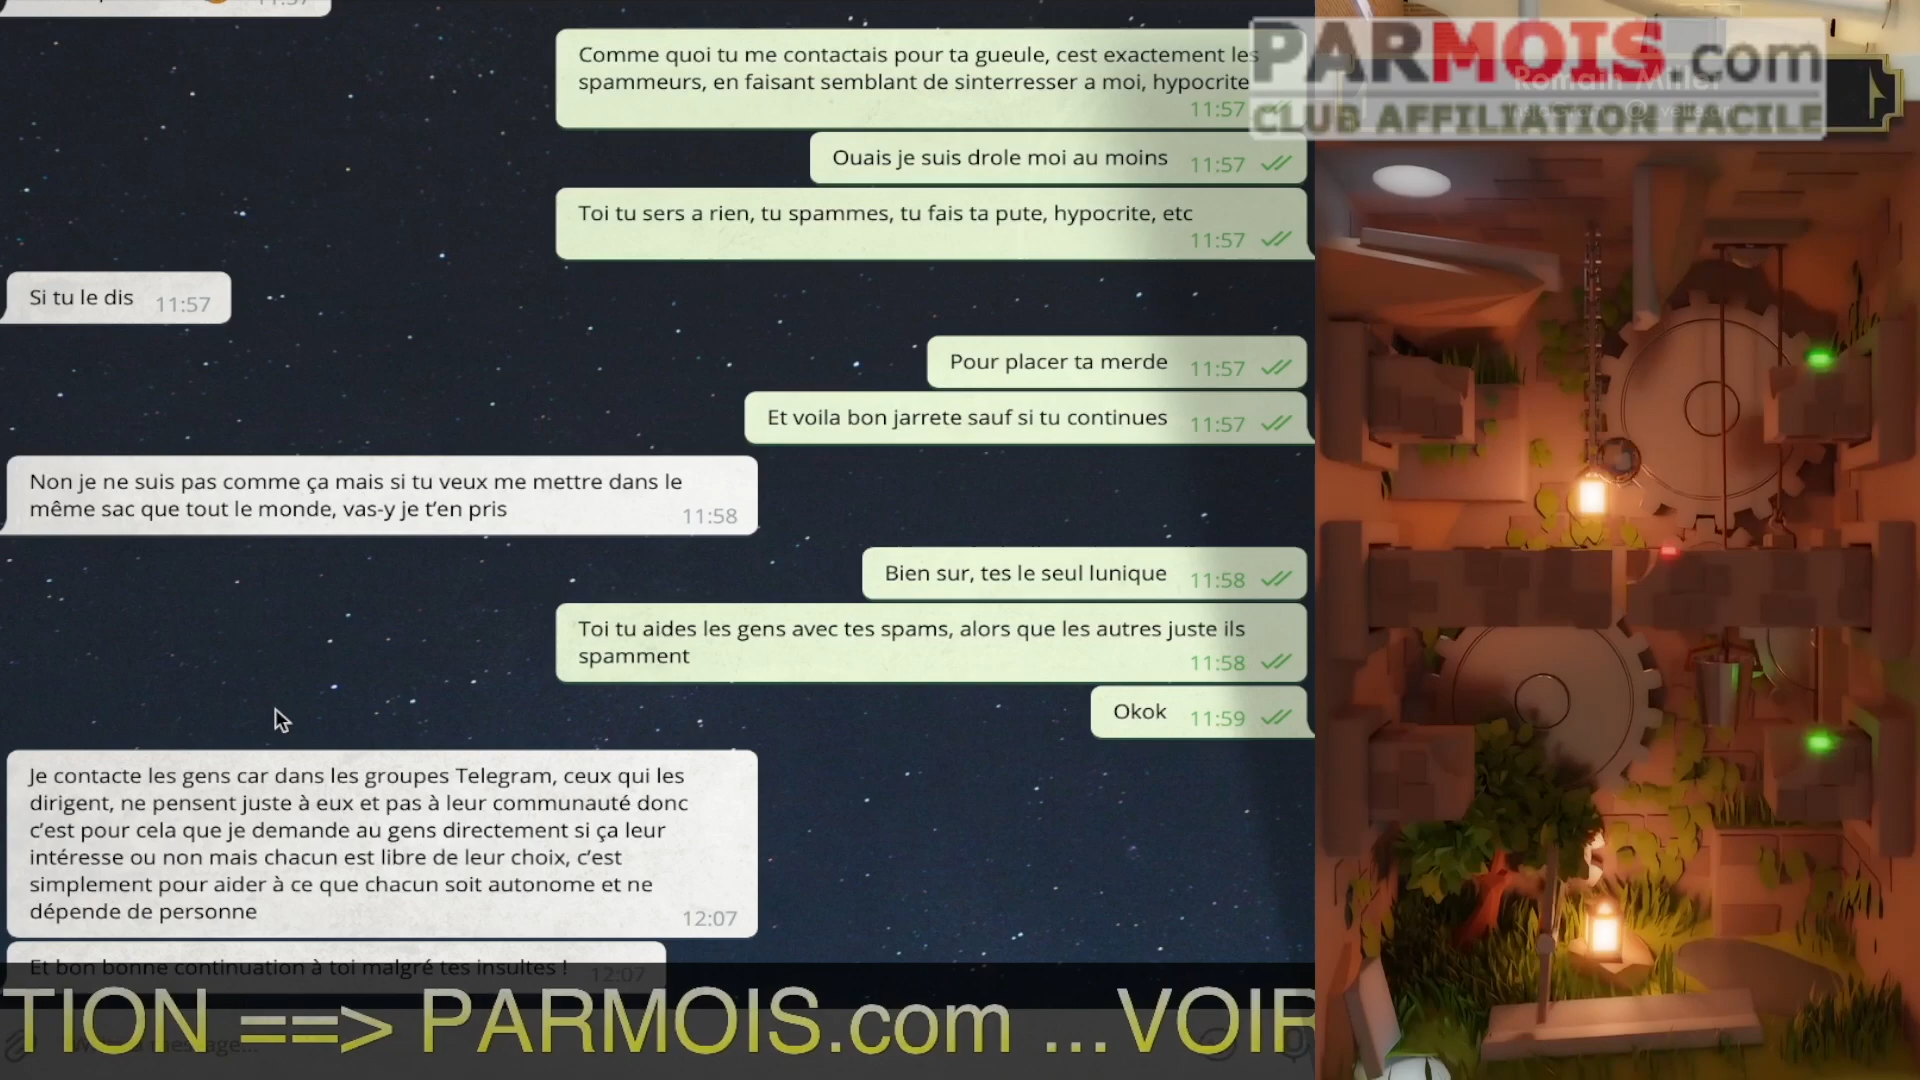 11:57
Comme quoi tu me contactais pour ta gueule, cest exactement les
spammeurs, en faisant semblant de sinterresser a moi, hypocrite
11:57
Ouais je suis drole moi au moins 11:57
Toi tu sers a rien, tu spammes, tu fais ta pute, hypocrite, etc
11:57
Si tu le dis 11:57
Pour placer ta merde 11:57
Et voila bon jarrete sauf si tu continues 11:57
Non je ne suis pas comme ça mais si tu veux me mettre dans le
même sac que tout le monde, vas-y je t’en pris
11:58
Bien sur, tes le seul lunique 11:58
Toi tu aides les gens avec tes spams, alors que les autres juste ils
spamment 11:58
Okok 11:59
Je contacte les gens car dans les groupes Telegram, ceux qui les
dirigent, ne pensent juste à eux et pas à leur communauté donc
c’est pour cela que je demande au gens directement si ça leur
intéresse ou non mais chacun est libre de leur choix, c’est
simplement pour aider à ce que chacun soit autonome et ne
dépende de personne
12:07
Et bon bonne continuation à toi malgré tes insultes ! 12:07
TION ==> PARMOIS.com ...VOIR
PARMOIS.com
Romain Miller
CLUB AFFILIATION FACILE